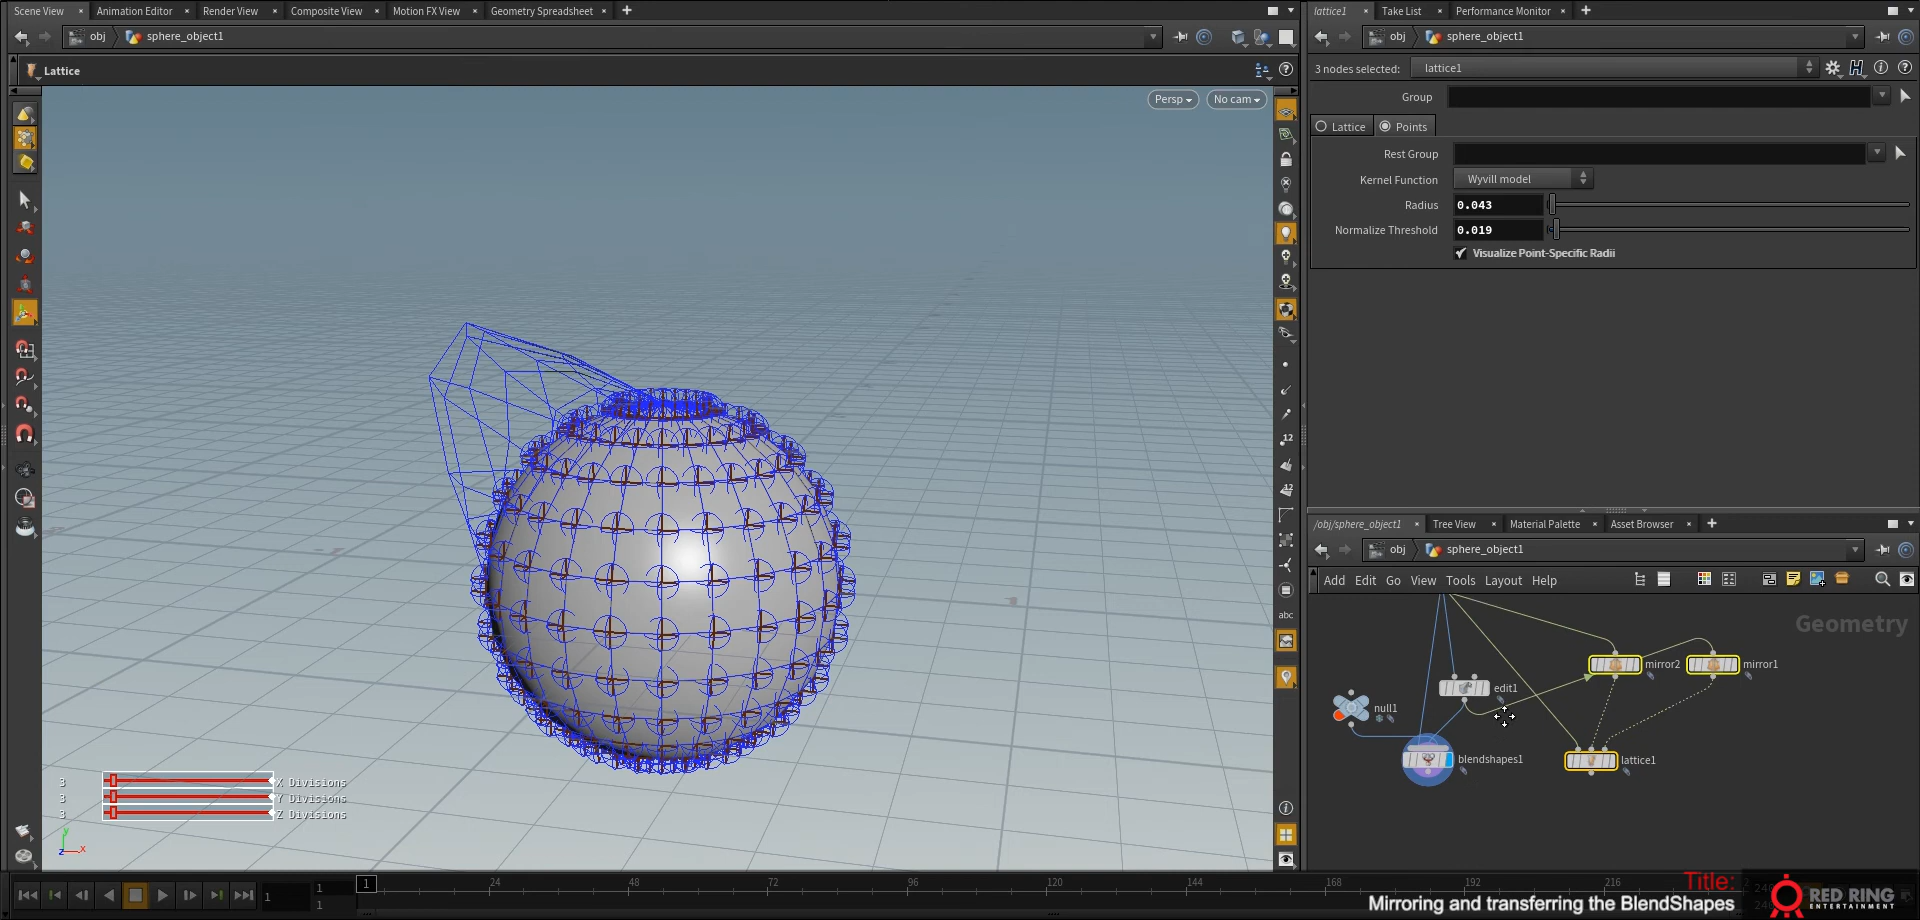 Scene View
Animation Editor
Render View
Composite View
Motion FX View
Geometry Spreadsheet
obj
sphere_object1
Lattice
Persp
No cam
3
X Divisions
3
Y Divisions
3
Z Divisions
y
z
x
12
12
abc
lattice1
Take List
Performance Monitor
obj
sphere_object1
3 nodes selected:
lattice1
Group
Lattice
Points
Rest Group
Kernel Function
Wyvill model
Radius
0.043
Normalize Threshold
0.019
Visualize Point-Specific Radii
/obj/sphere_object1
Tree View
Material Palette
Asset Browser
obj
sphere_object1
Add
Edit
Go
View
Tools
Layout
Help
Geometry
mirror2
mirror1
edit1
null1
blendshapes1
lattice1
1
1
1
1
24
48
72
96
120
144
168
192
216
Title:
Mirroring and transferring the BlendShapes
RED RING
ENTERTAINMENT